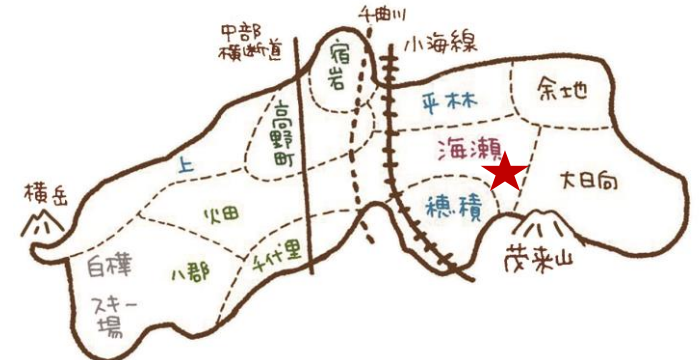 千曲川
中部
横断道
小海線
宿岩
余地
平林
高野町
海瀬
上
大日向
横岳
畑
穂積
茂来山
千代里
八郡
白樺
スキー
場